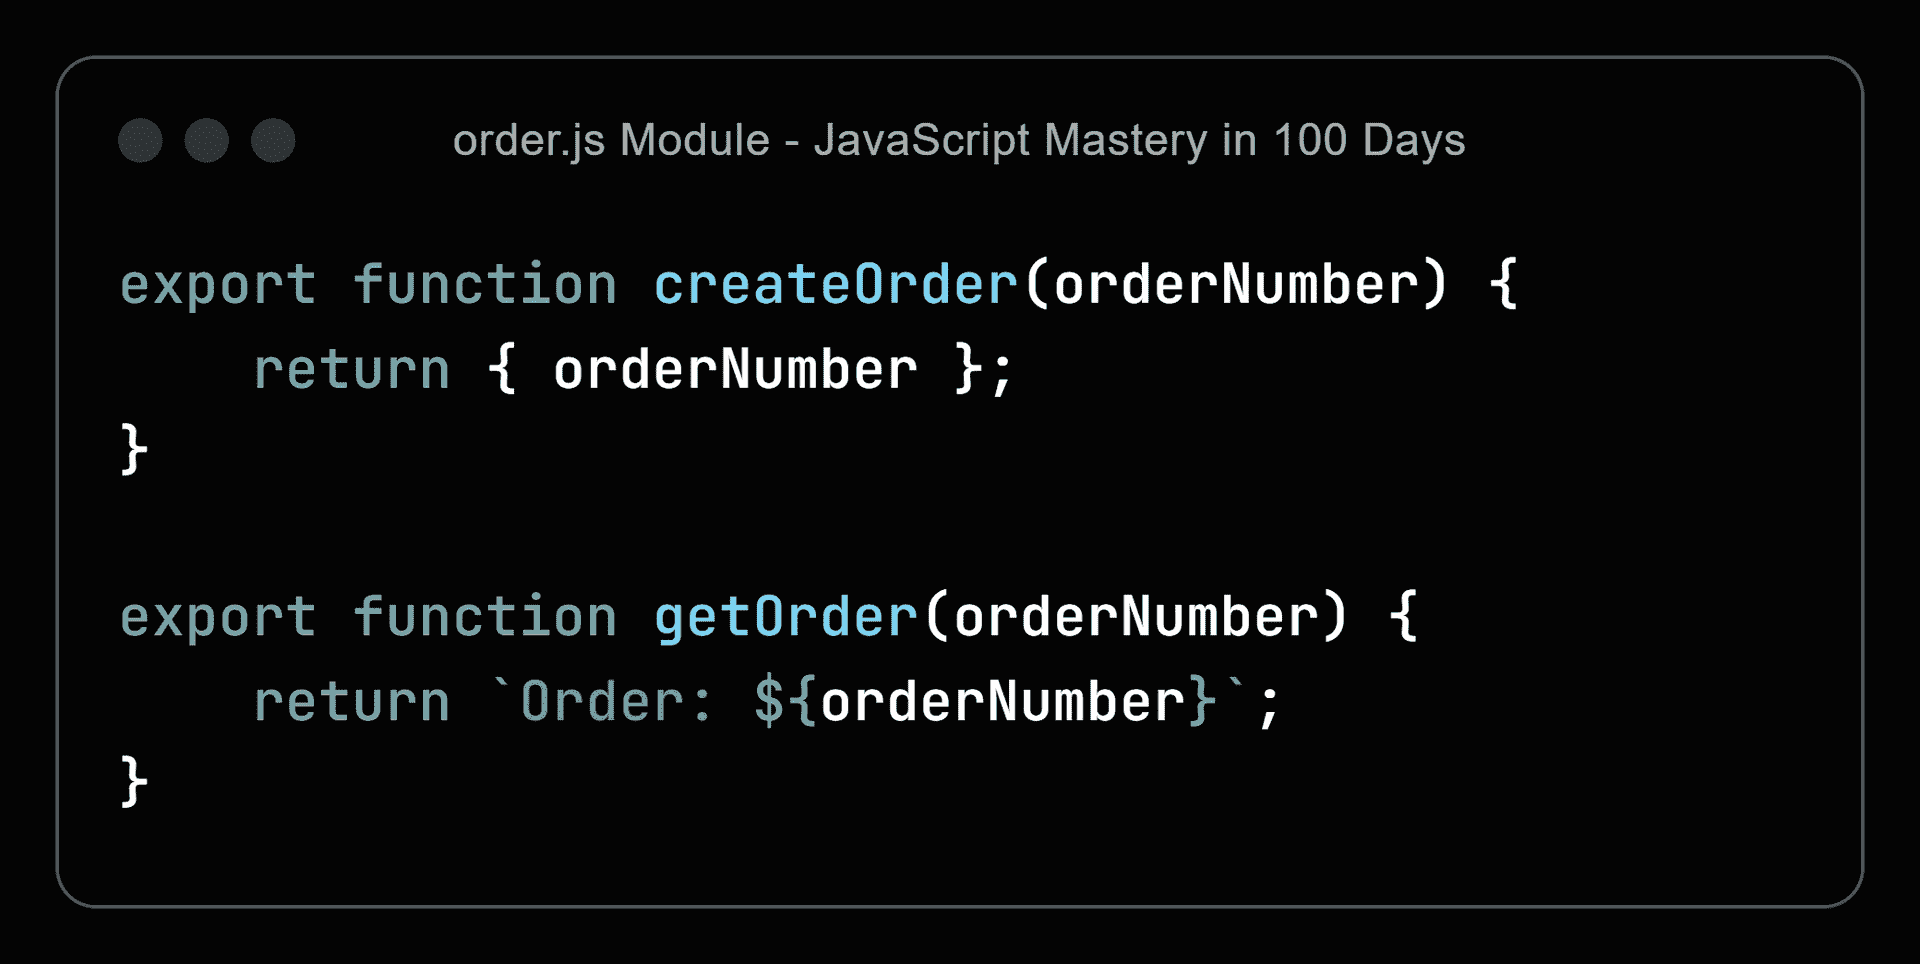 order.js Module - JavaScript Mastery in 100 Days
export function createOrder(orderNumber) {
    return { orderNumber };
}
export function getOrder(orderNumber) {
    return `Order: ${orderNumber}`;
}